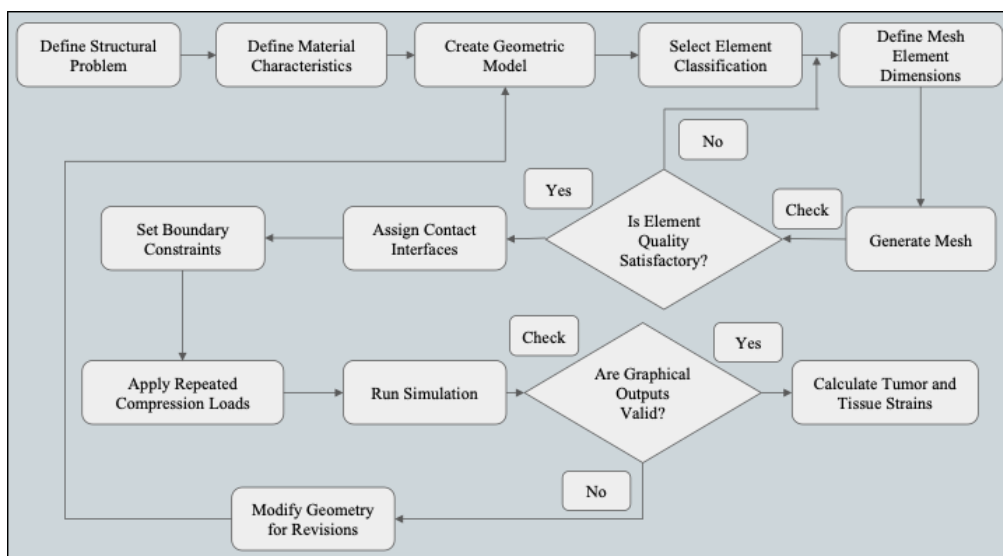 Define Structural
Problem
Define Material
Characteristics
Create Geometric
Model
Select Element
Classification
Define Mesh
Element
Dimensions
No
Yes
Check
Is Element
Quality
Satisfactory?
Generate Mesh
Assign Contact
Interfaces
Set Boundary
Constraints
Apply Repeated
Compression Loads
Run Simulation
Check
Are Graphical
Outputs
Valid?
Yes
Calculate Tumor and
Tissue Strains
No
Modify Geometry
for Revisions